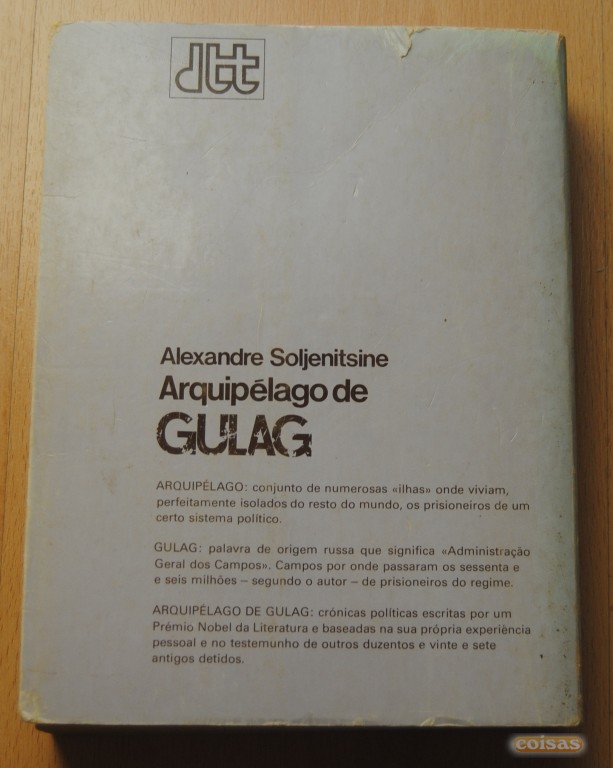 Alexandre Soljenitsine
Arquipélago de
GULAG
ARQUIPÉLAGO: conjunto de numerosas «ilhas» onde viviam,
perfeitamente isolados do resto do mundo, os prisioneiros de um
certo sistema político.
GULAG: palavra de origem russa que significa «Administração
Geral dos Campos». Campos por onde passaram os sessenta e
e seis milhões – segundo o autor – de prisioneiros do regime.
ARQUIPÉLAGO DE GULAG: crónicas políticas escritas por um
Prémio Nobel da Literatura e baseadas na sua própria experiência
pessoal e no testemunho de outros duzentos e vinte e sete
antigos detidos.
coisas